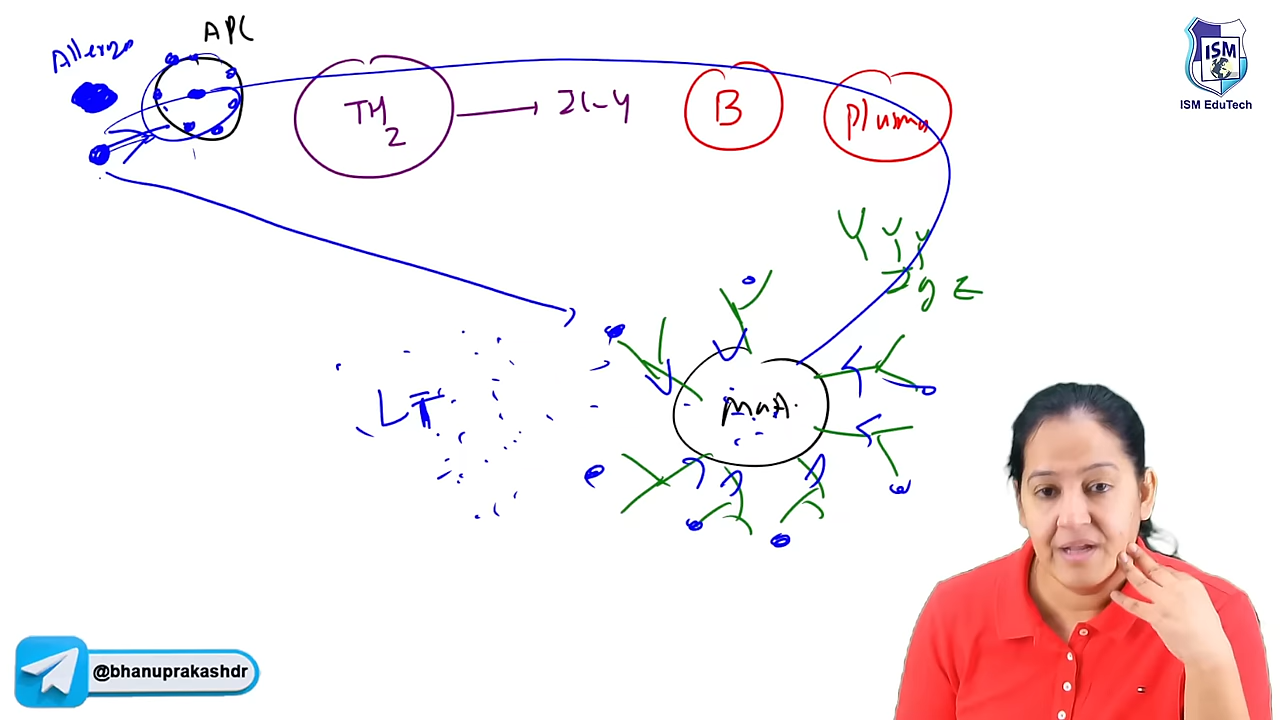 Allergen
APC
TH2
IL-4
B
Plasma
IgE
LT
Mast
ISM
ISM EduTech
@bhanuprakashdr